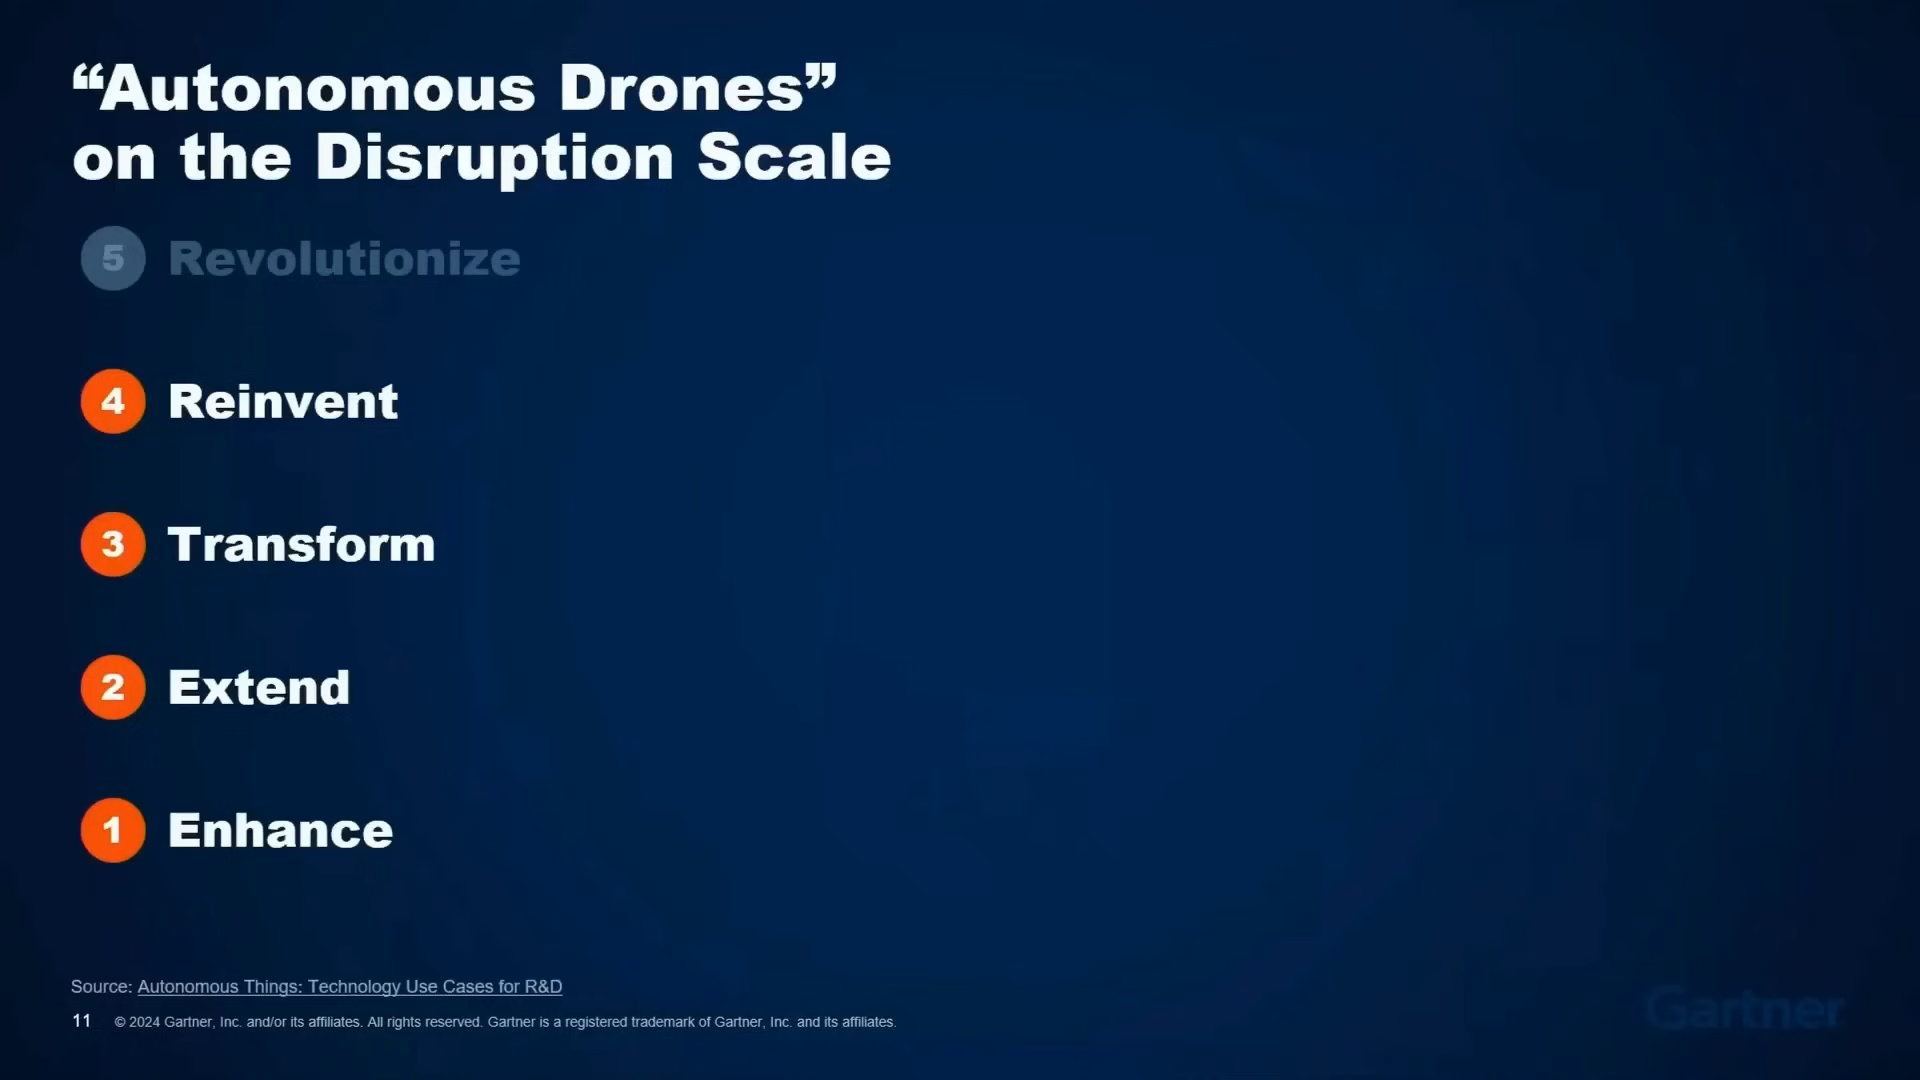 “Autonomous Drones”
on the Disruption Scale
5 Revolutionize
4 Reinvent
3 Transform
2 Extend
1 Enhance
Source: Autonomous Things: Technology Use Cases for R&D
11 © 2024 Gartner, Inc. and/or its affiliates. All rights reserved. Gartner is a registered trademark of Gartner, Inc. and its affiliates.
Gartner